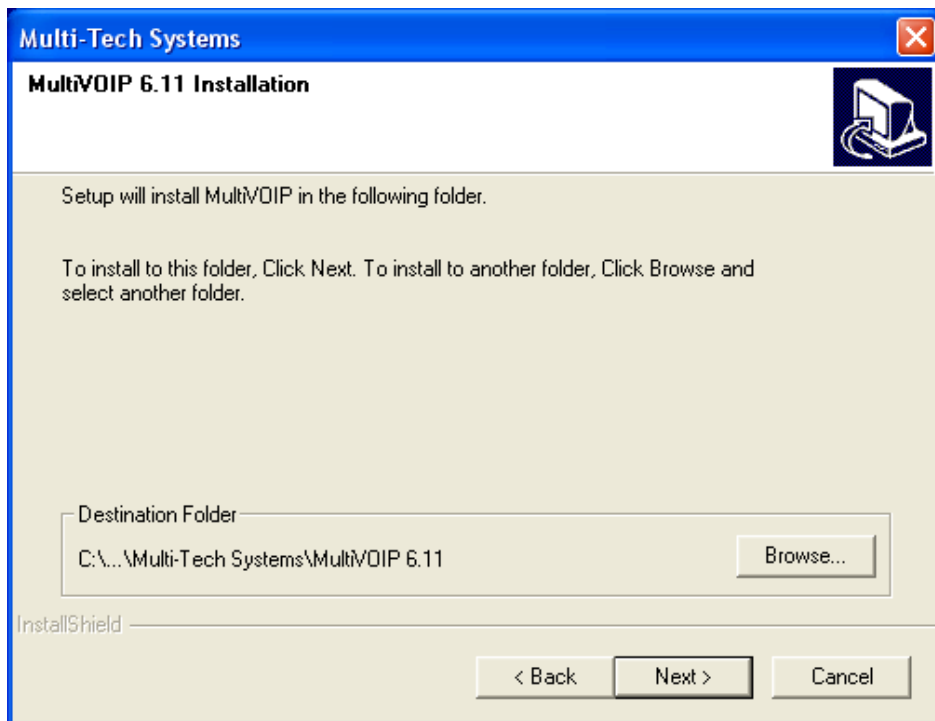 Multi-Tech Systems
MultiVOIP 6.11 Installation
Setup will install MultiVOIP in the following folder.
To install to this folder, Click Next. To install to another folder, Click Browse and
select another folder.
Destination Folder
C:\...\Multi-Tech Systems\MultiVOIP 6.11
Browse...
InstallShield
< Back
Next >
Cancel